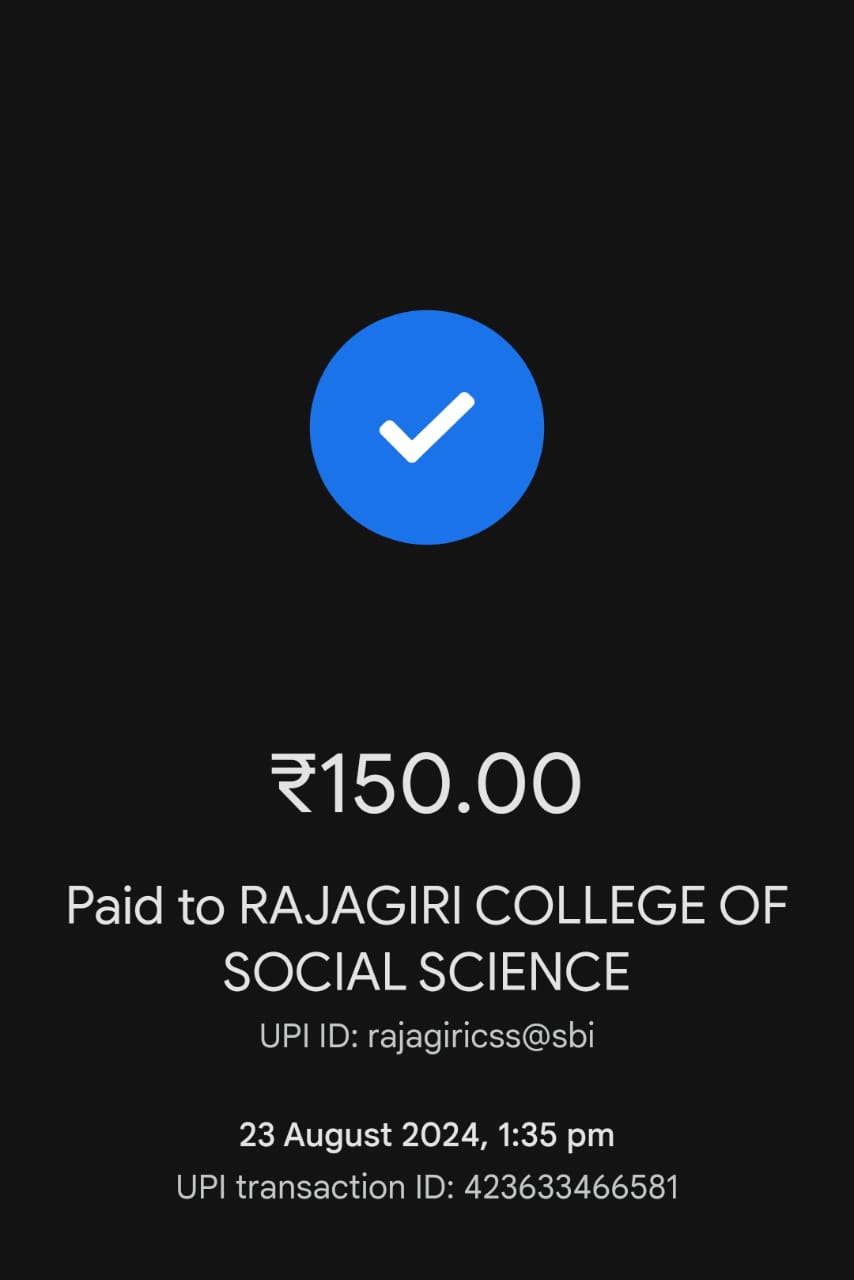 ₹150.00
Paid to RAJAGIRI COLLEGE OF
SOCIAL SCIENCE
UPI ID: rajagiricss@sbi
23 August 2024, 1:35 pm
UPI transaction ID: 423633466581